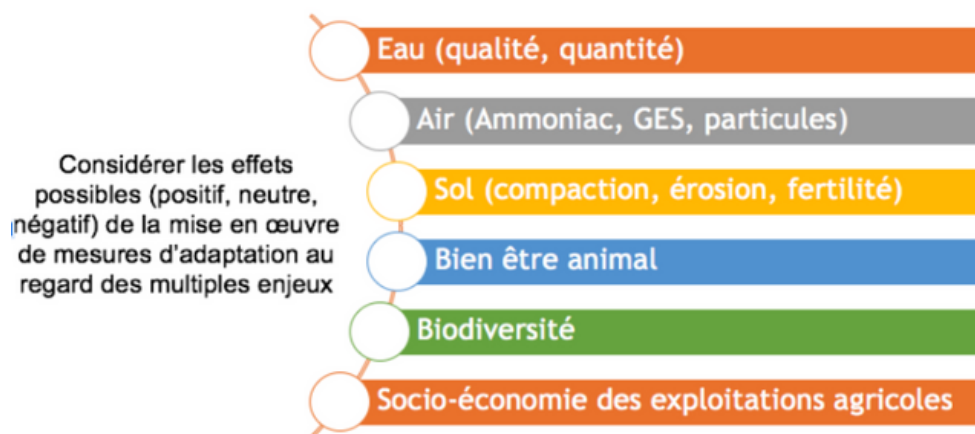 Considérer les effets
possibles (positif, neutre,
négatif) de la mise en œuvre
de mesures d'adaptation au
regard des multiples enjeux
Eau (qualité, quantité)
Air (Ammoniac, GES, particules)
Sol (compaction, érosion, fertilité)
Bien être animal
Biodiversité
Socio-économie des exploitations agricoles